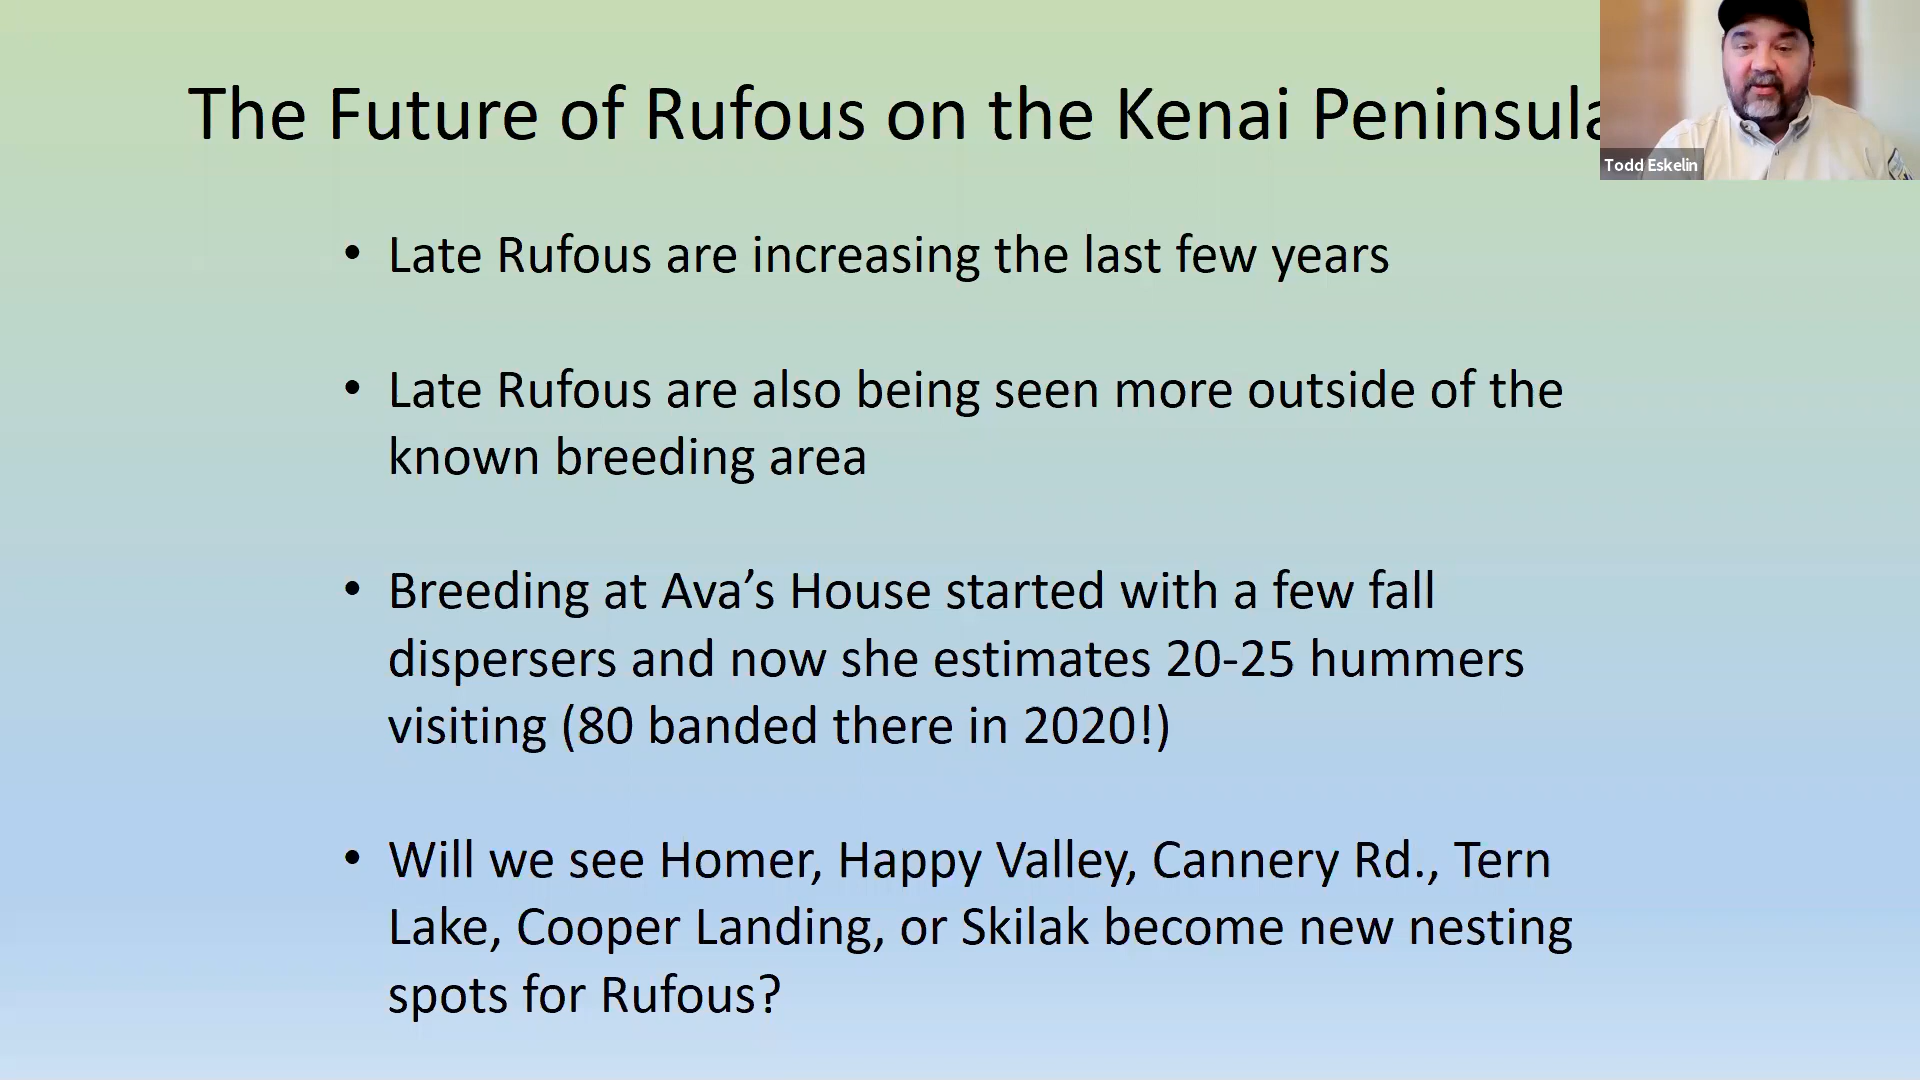 The Future of Rufous on the Kenai Peninsula
Todd Eskelin
• Late Rufous are increasing the last few years
• Late Rufous are also being seen more outside of the
known breeding area
• Breeding at Ava’s House started with a few fall
dispersers and now she estimates 20-25 hummers
visiting (80 banded there in 2020!)
• Will we see Homer, Happy Valley, Cannery Rd., Tern
Lake, Cooper Landing, or Skilak become new nesting
spots for Rufous?